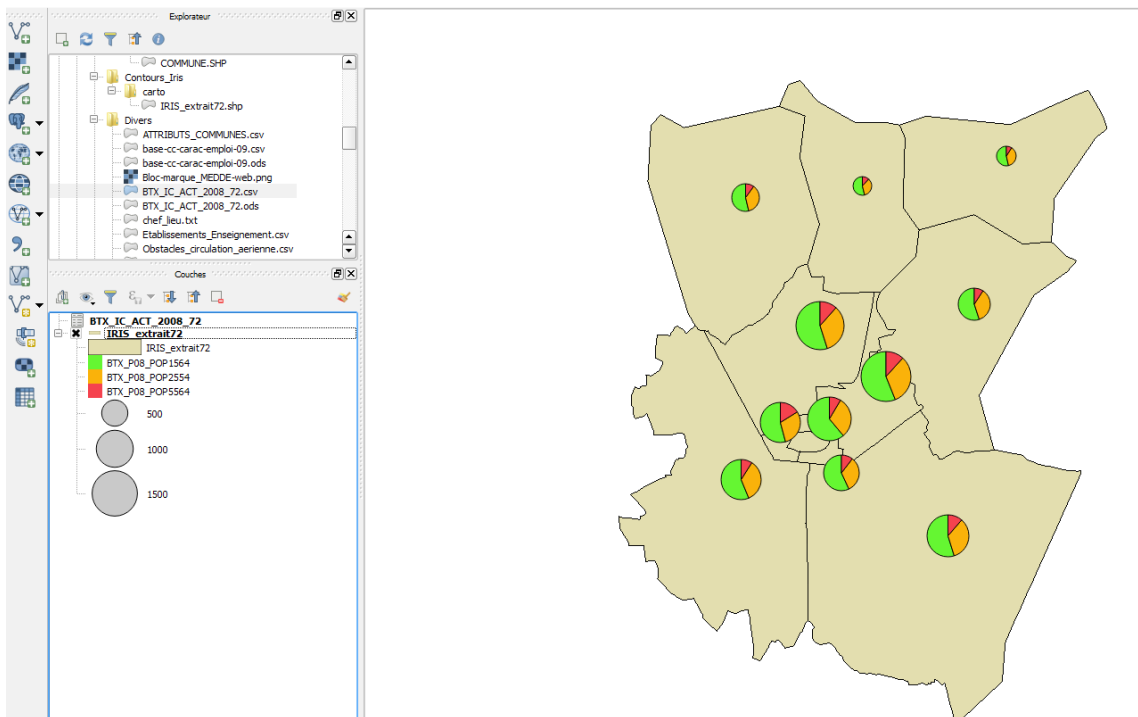 Explorateur
COMMUNE.SHP
Contours_Iris
carto
IRIS_extrait72.shp
Divers
ATTRIBUTS_COMMUNES.csv
base-cc-carac-emploi-09.csv
base-cc-carac-emploi-09.ods
Bloc-marque_MEDDE-web.png
BTX_IC_ACT_2008_72.csv
BTX_IC_ACT_2008_72.ods
chef_lieu.txt
Etablissements_Enseignement.csv
Obstacles_circulation_aerienne.csv
Couches
BTX_IC_ACT_2008_72
IRIS_extrait72
IRIS_extrait72
BTX_P08_POP1564
BTX_P08_POP2554
BTX_P08_POP5564
500
1000
1500